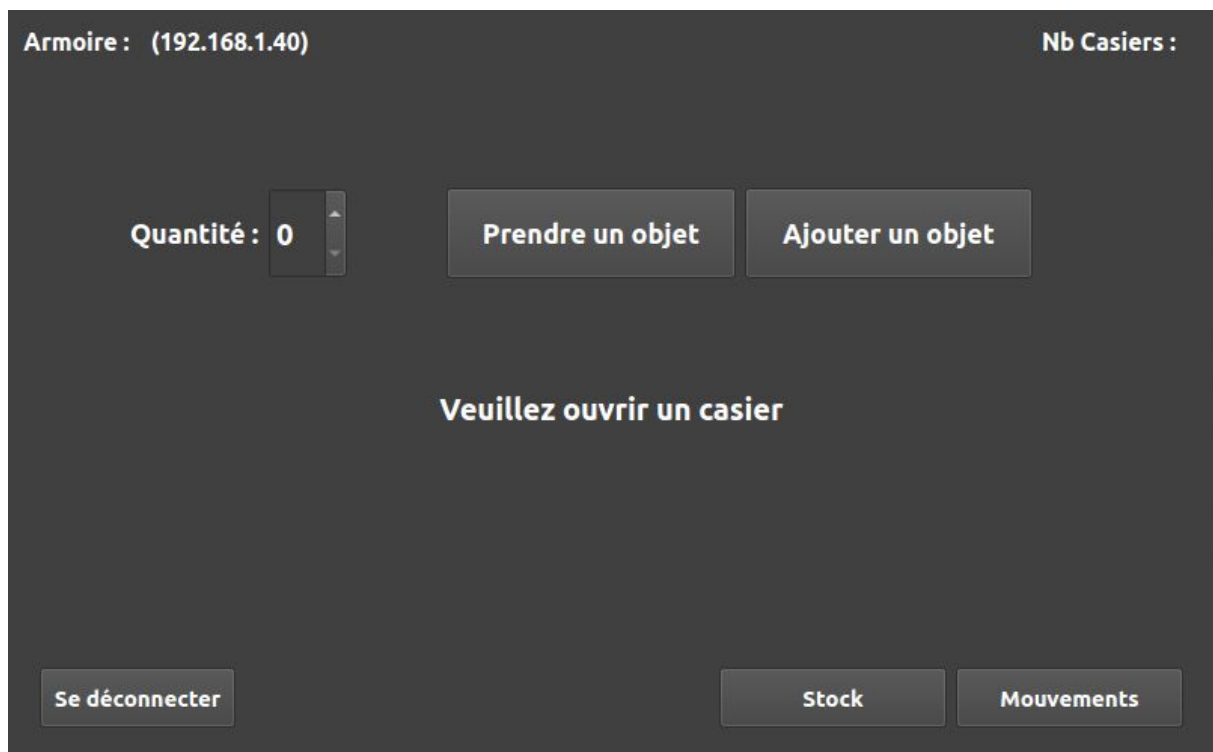 Armoire : (192.168.1.40) Nb Casiers :
Quantité : 0 Prendre un objet Ajouter un objet
Veuillez ouvrir un casier
Se déconnecter Stock Mouvements